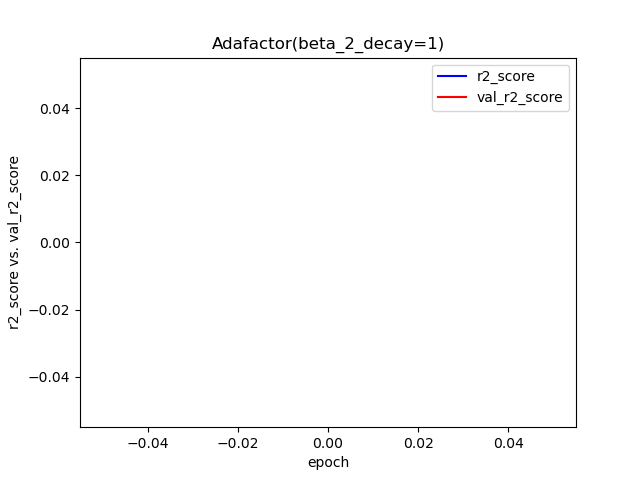 Adafactor(beta_2_decay=1)
r2_score
val_r2_score
r2_score vs. val_r2_score
0.04
0.02
0.00
−0.02
−0.04
−0.04
−0.02
0.00
0.02
0.04
epoch